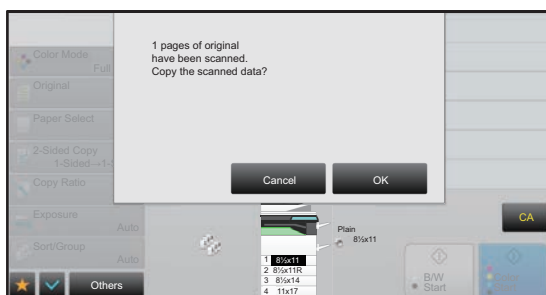 1 pages of original
have been scanned.
Copy the scanned data?
Cancel
OK
Color Mode
Full
Original
Paper Select
2-Sided Copy
1-Sided→1-
Copy Ratio
Exposure
Auto
Sort/Group
Auto
Others
Plain
8½x11
1 8½x11
2 8½x11R
3 8½x14
4 11x17
CA
B/W
Start
Start